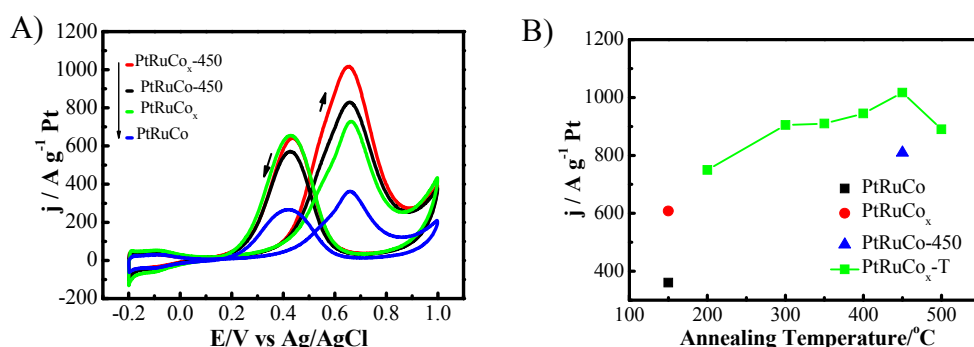 A)
j / A g⁻¹ Pt
1200
1000
800
600
400
200
0
-200
PtRuCoₓ-450
PtRuCo-450
PtRuCoₓ
PtRuCo
-0.2 0.0 0.2 0.4 0.6 0.8 1.0
E/V vs Ag/AgCl
B)
j / A g⁻¹ Pt
1200
1000
800
600
400
PtRuCo
PtRuCoₓ
PtRuCo-450
PtRuCoₓ-T
100 200 300 400 500
Annealing Temperature/°C